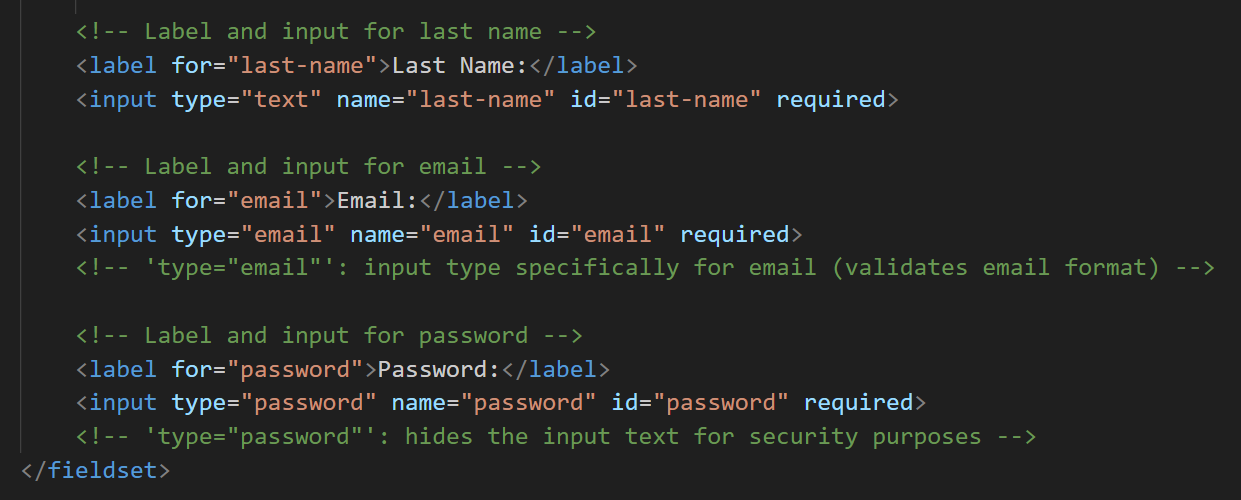 <!-- Label and input for last name -->
<label for="last-name">Last Name:</label>
<input type="text" name="last-name" id="last-name" required>
<!-- Label and input for email -->
<label for="email">Email:</label>
<input type="email" name="email" id="email" required>
<!-- 'type="email"': input type specifically for email (validates email format) -->
<!-- Label and input for password -->
<label for="password">Password:</label>
<input type="password" name="password" id="password" required>
<!-- 'type="password"': hides the input text for security purposes -->
</fieldset>